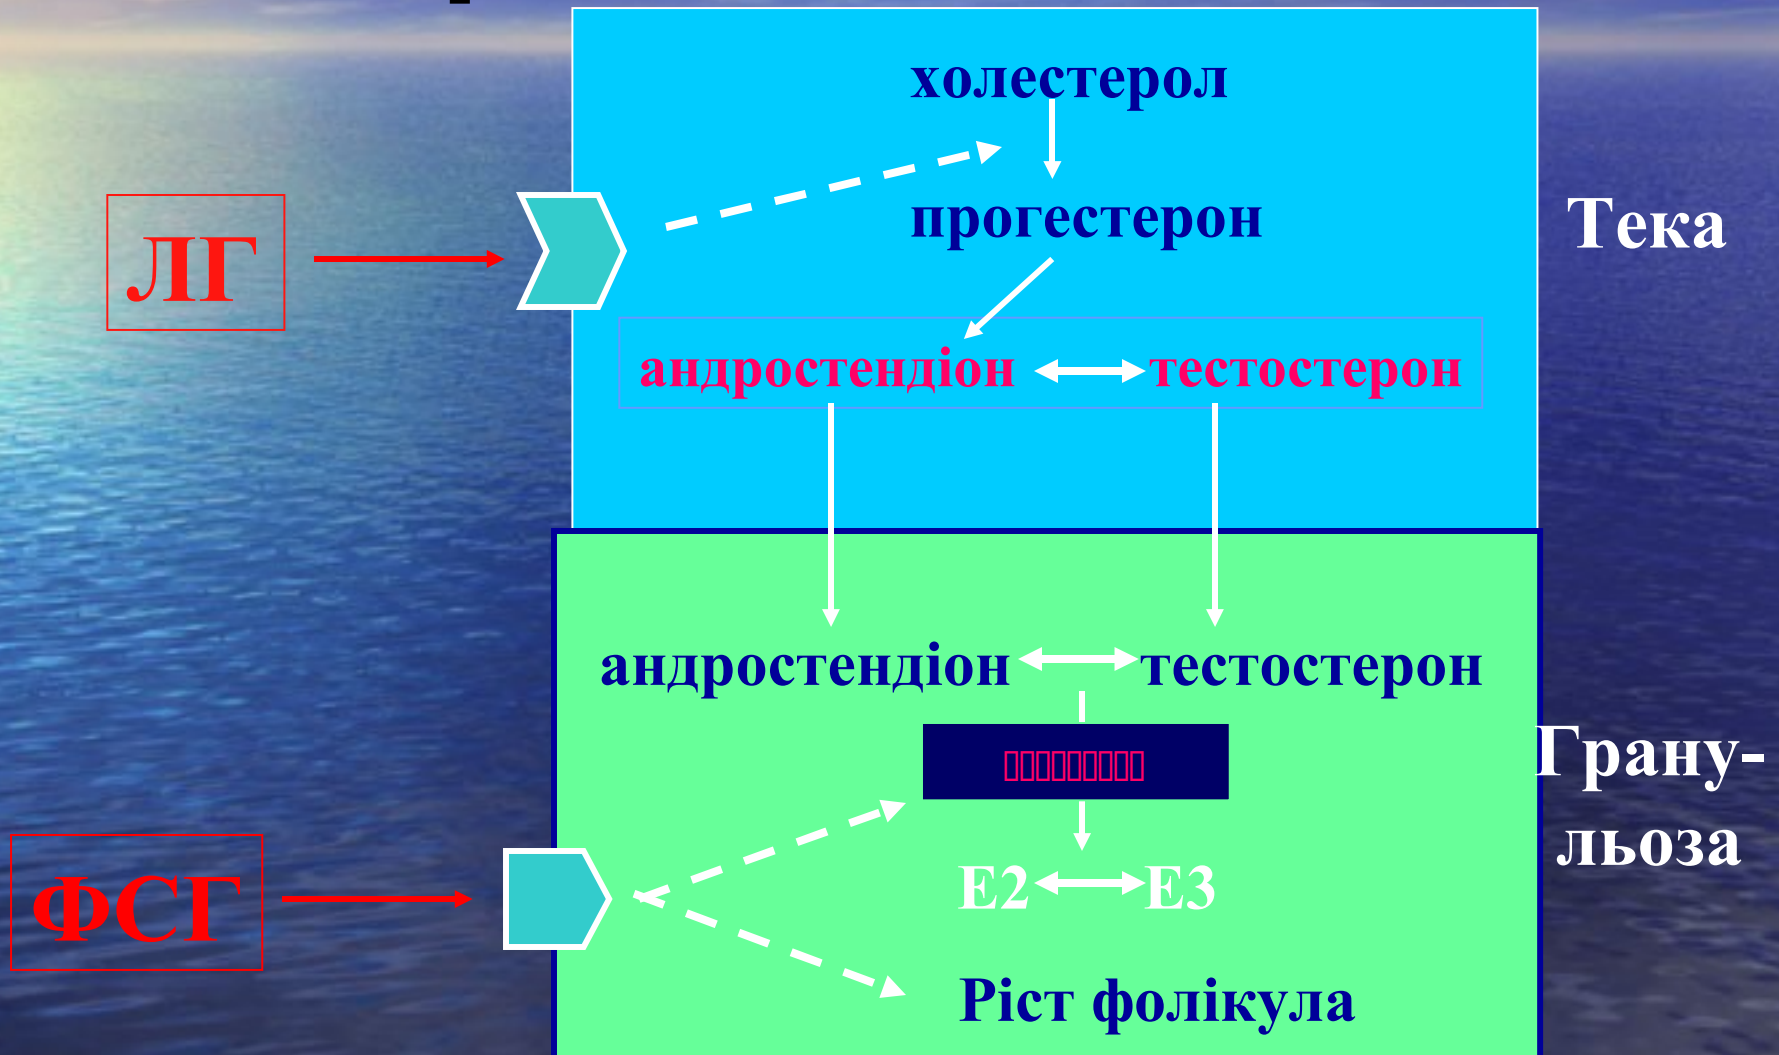 холестерол
прогестерон
Тека
ЛГ
андростендіон тестостерон
андростендіон тестостерон
Грану-
льоза
Е2 Е3
ФСГ
Ріст фолікула